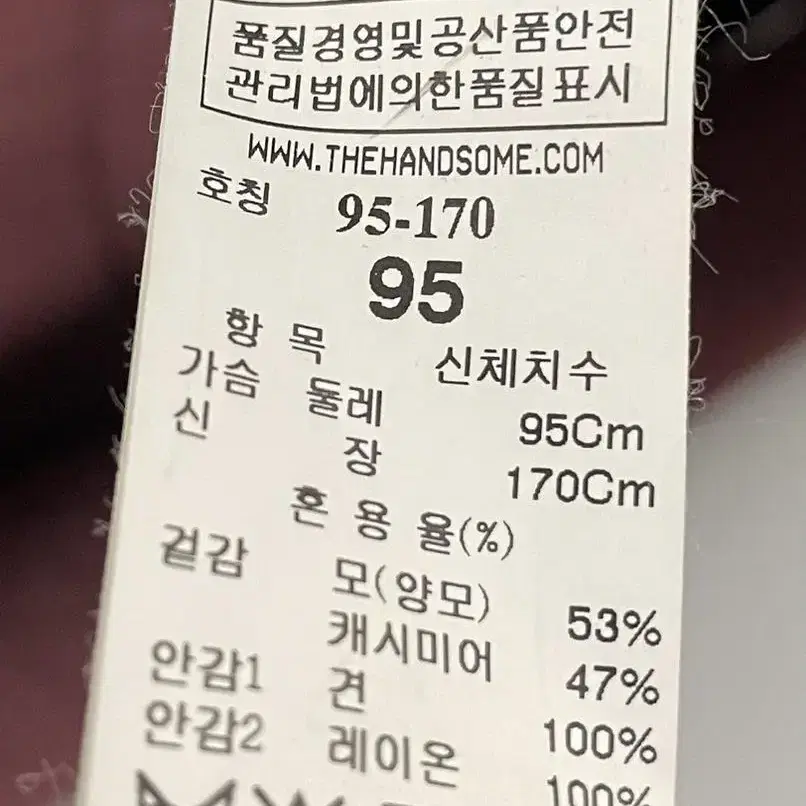 품질경영및공산품안전
관리법에의한품질표시
WWW.THEHANDSOME.COM
호칭 95-170
95
항 목 신체치수
가슴 둘레 95Cm
신 장 170Cm
혼 용 율(%)
겉감 모(양모) 53%
캐시미어 47%
안감1 견 100%
안감2 레이온 100%